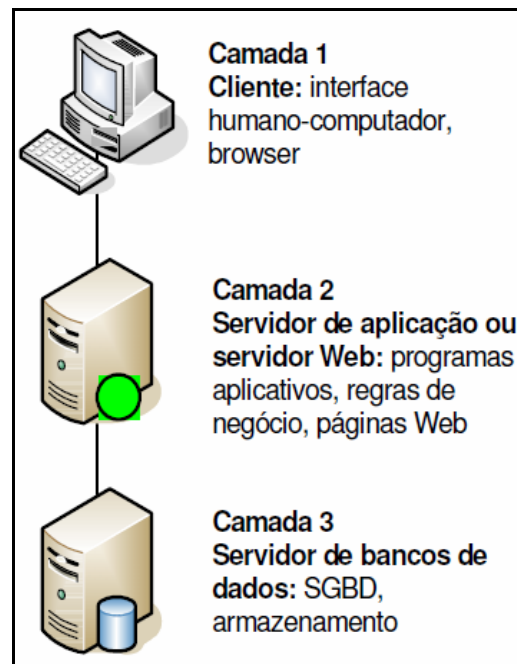 Camada 1
Cliente: interface
humano-computador,
browser
Camada 2
Servidor de aplicação ou
servidor Web: programas
aplicativos, regras de
negócio, páginas Web
Camada 3
Servidor de bancos de
dados: SGBD,
armazenamento